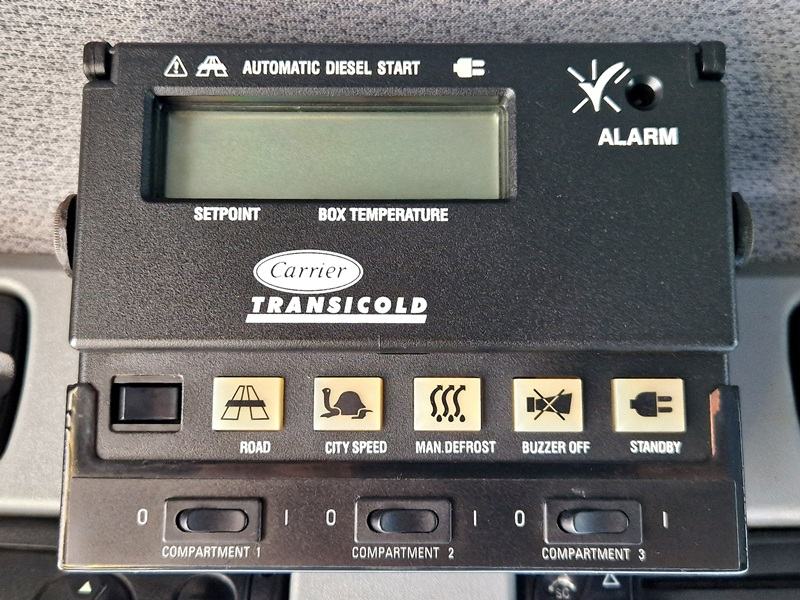 AUTOMATIC DIESEL START
ALARM
SETPOINT BOX TEMPERATURE
Carrier
TRANSICOLD
ROAD CITY SPEED MAN.DEFROST BUZZER OFF STANDBY
0 I 0 I 0 I
COMPARTMENT 1 COMPARTMENT 2 COMPARTMENT 3